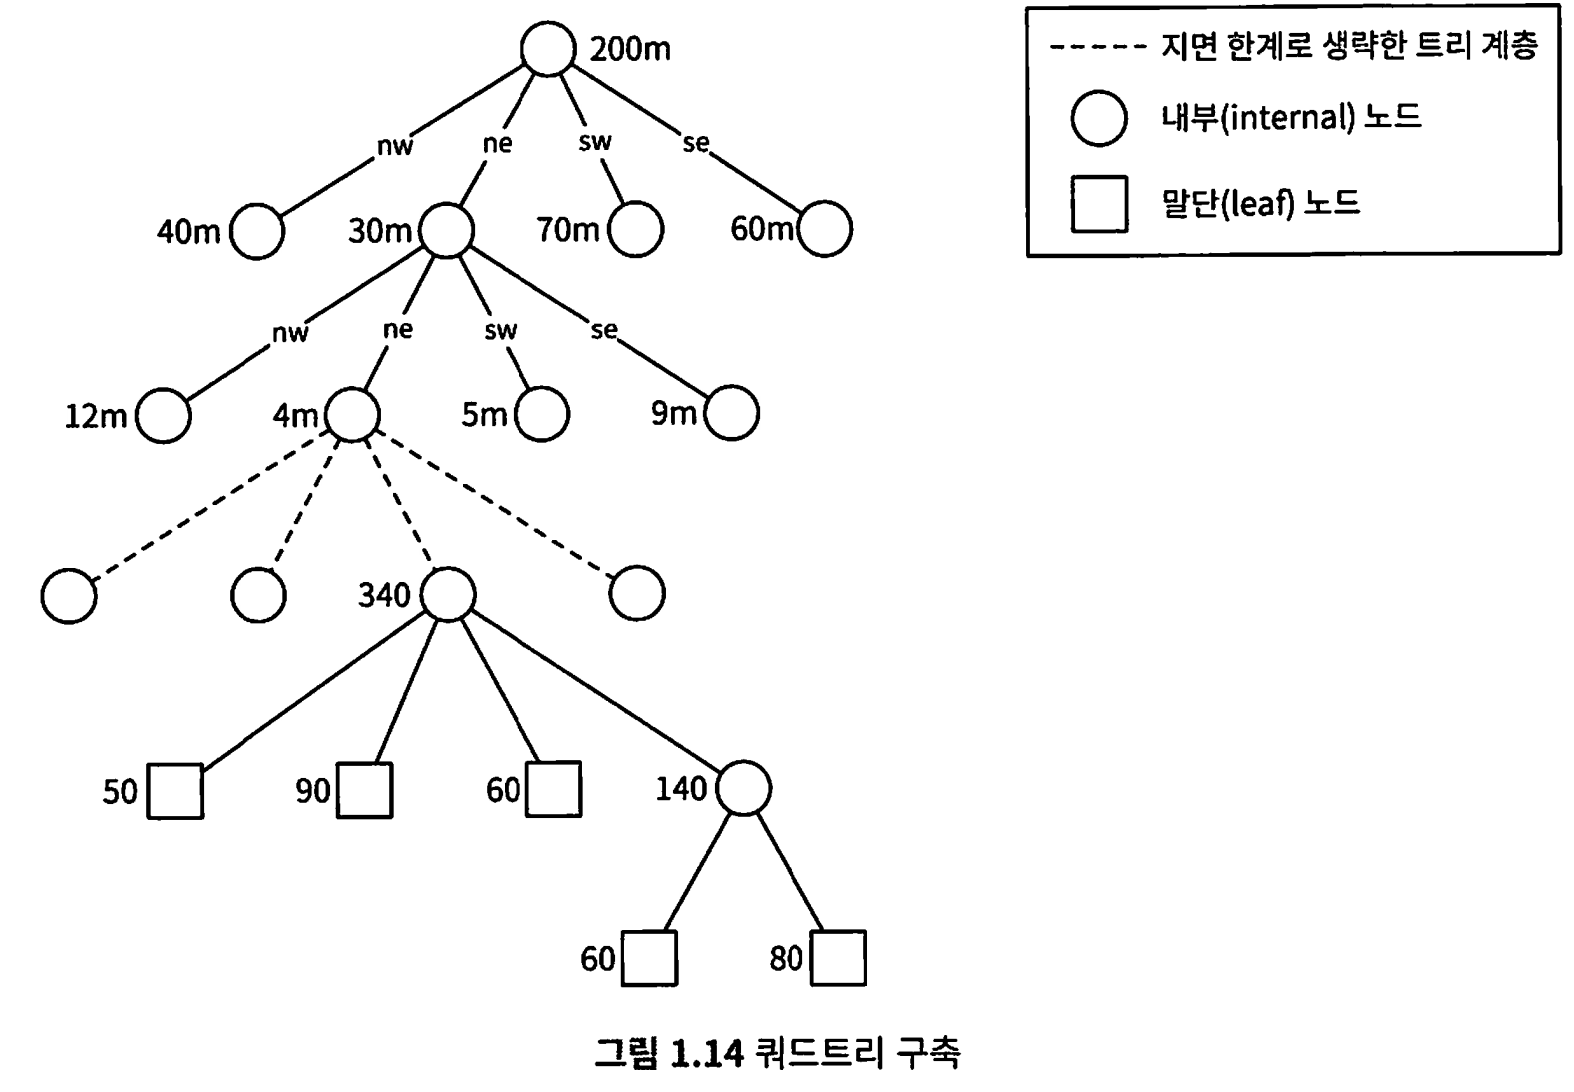 200m
nw ne sw se
40m 30m 70m 60m
nw ne sw se
12m 4m 5m 9m
340
50 90 60 140
60 80
----- 지면 한계로 생략한 트리 계층
내부(internal) 노드
말단(leaf) 노드
그림 1.14 쿼드트리 구축